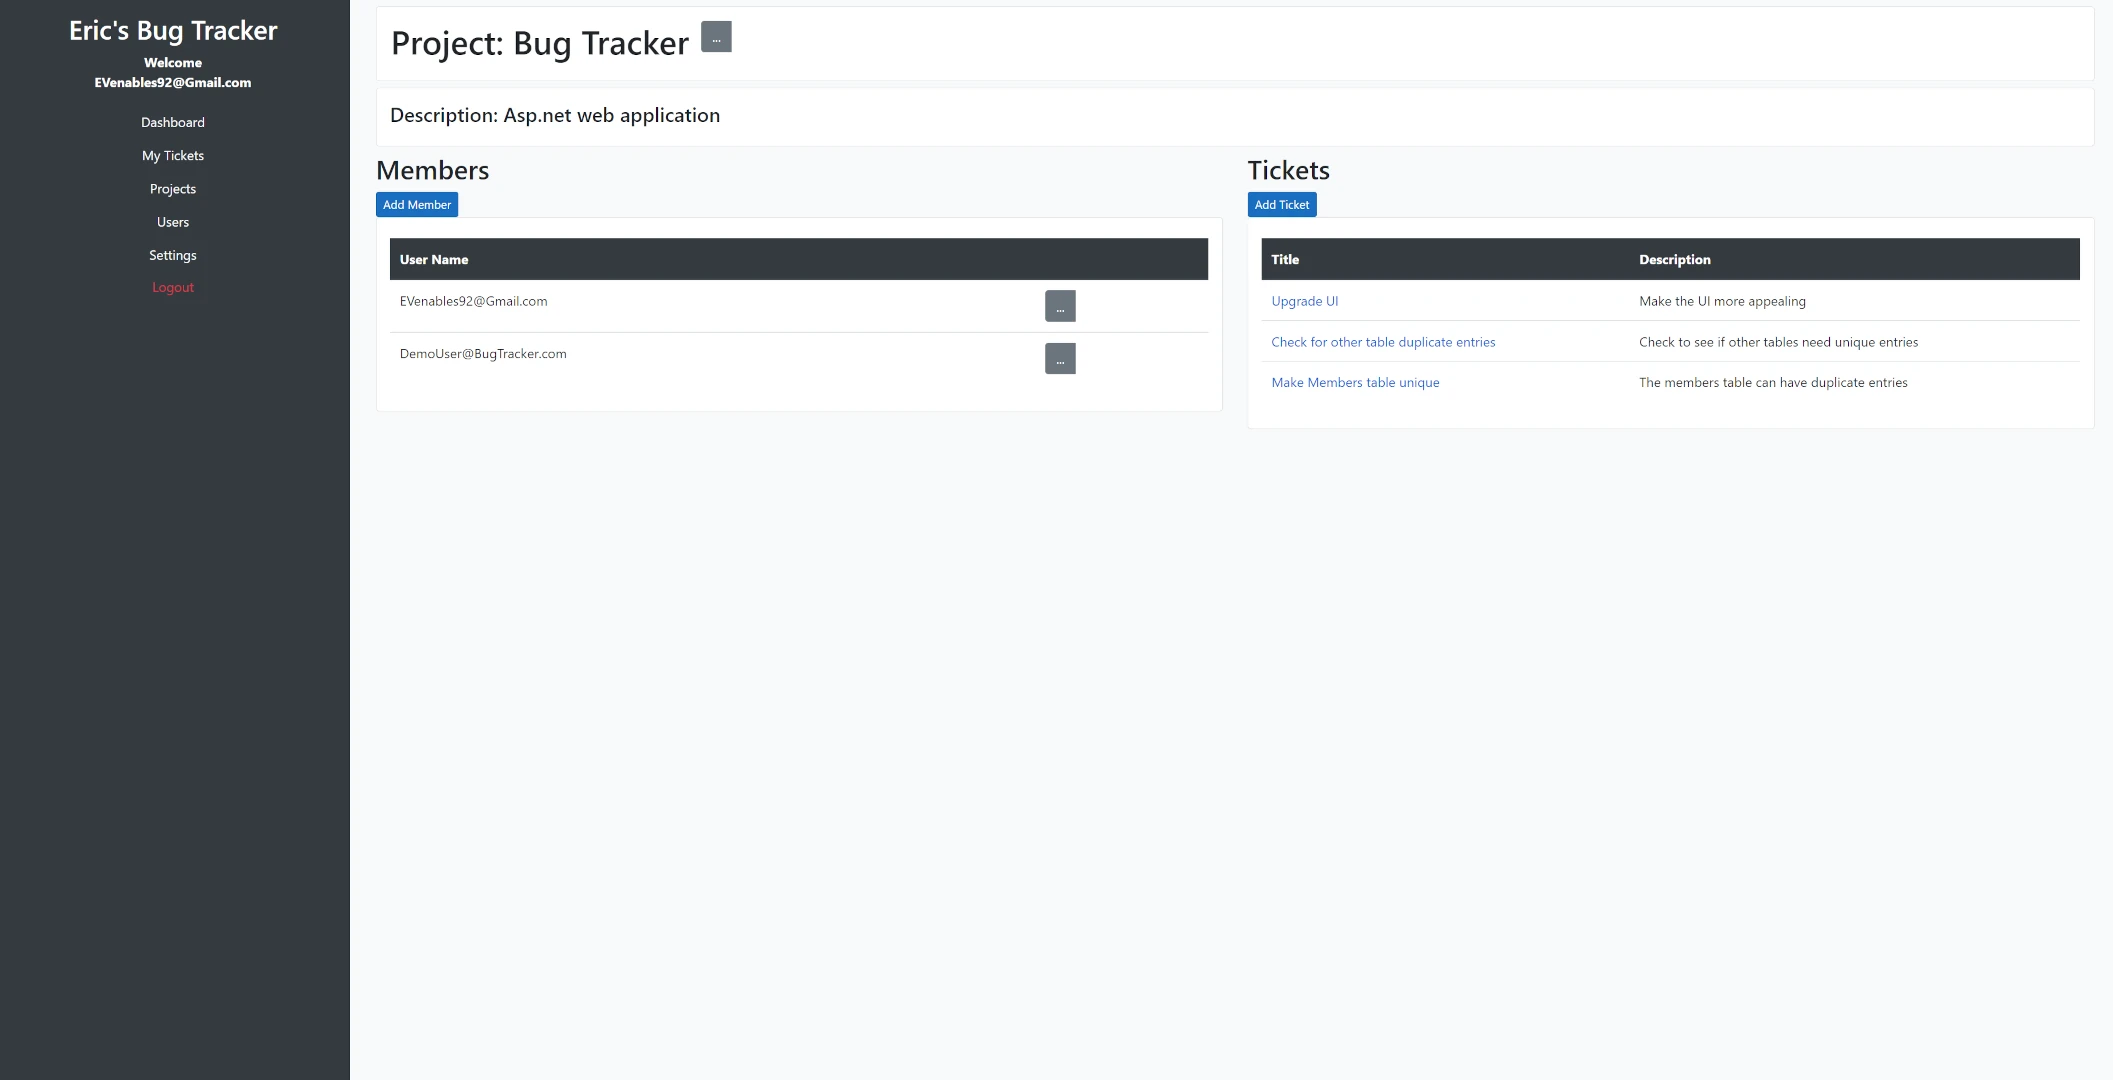 Eric's Bug Tracker
Welcome
EVenables92@Gmail.com
Dashboard
My Tickets
Projects
Users
Settings
Logout
Project: Bug Tracker ...
Description: Asp.net web application
Members
Add Member
User Name
EVenables92@Gmail.com ...
DemoUser@BugTracker.com ...
Tickets
Add Ticket
Title Description
Upgrade UI Make the UI more appealing
Check for other table duplicate entries Check to see if other tables need unique entries
Make Members table unique The members table can have duplicate entries